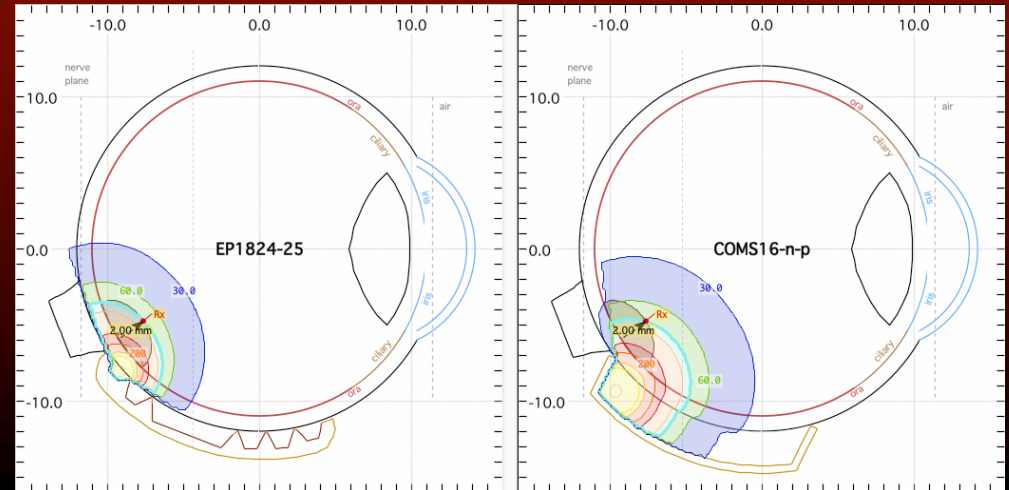 -10.0 0.0 10.0
nerve
plane
10.0
ora
air
ciliary
iris
0.0
EP1824-25
60.0 30.0
Rx
2.00 mm
200
iris
ciliary
-10.0
ora
-10.0 0.0 10.0
nerve
plane
10.0
ora
air
ciliary
iris
0.0
COMS16-n-p
30.0
Rx
2.00 mm
200
60.0
iris
ciliary
-10.0
ora